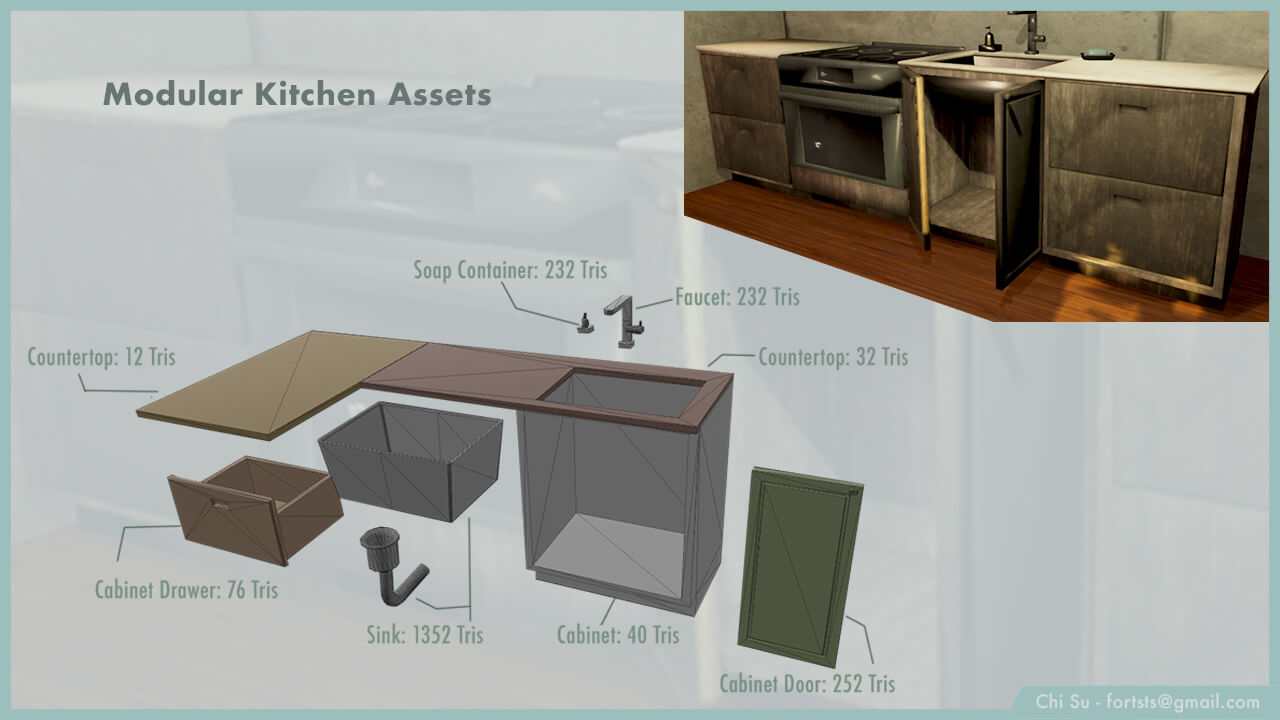 Modular Kitchen Assets
Soap Container: 232 Tris
Faucet: 232 Tris
Countertop: 12 Tris
Countertop: 32 Tris
Cabinet Drawer: 76 Tris
Sink: 1352 Tris
Cabinet: 40 Tris
Cabinet Door: 252 Tris
Chi Su - fortsts@gmail.com